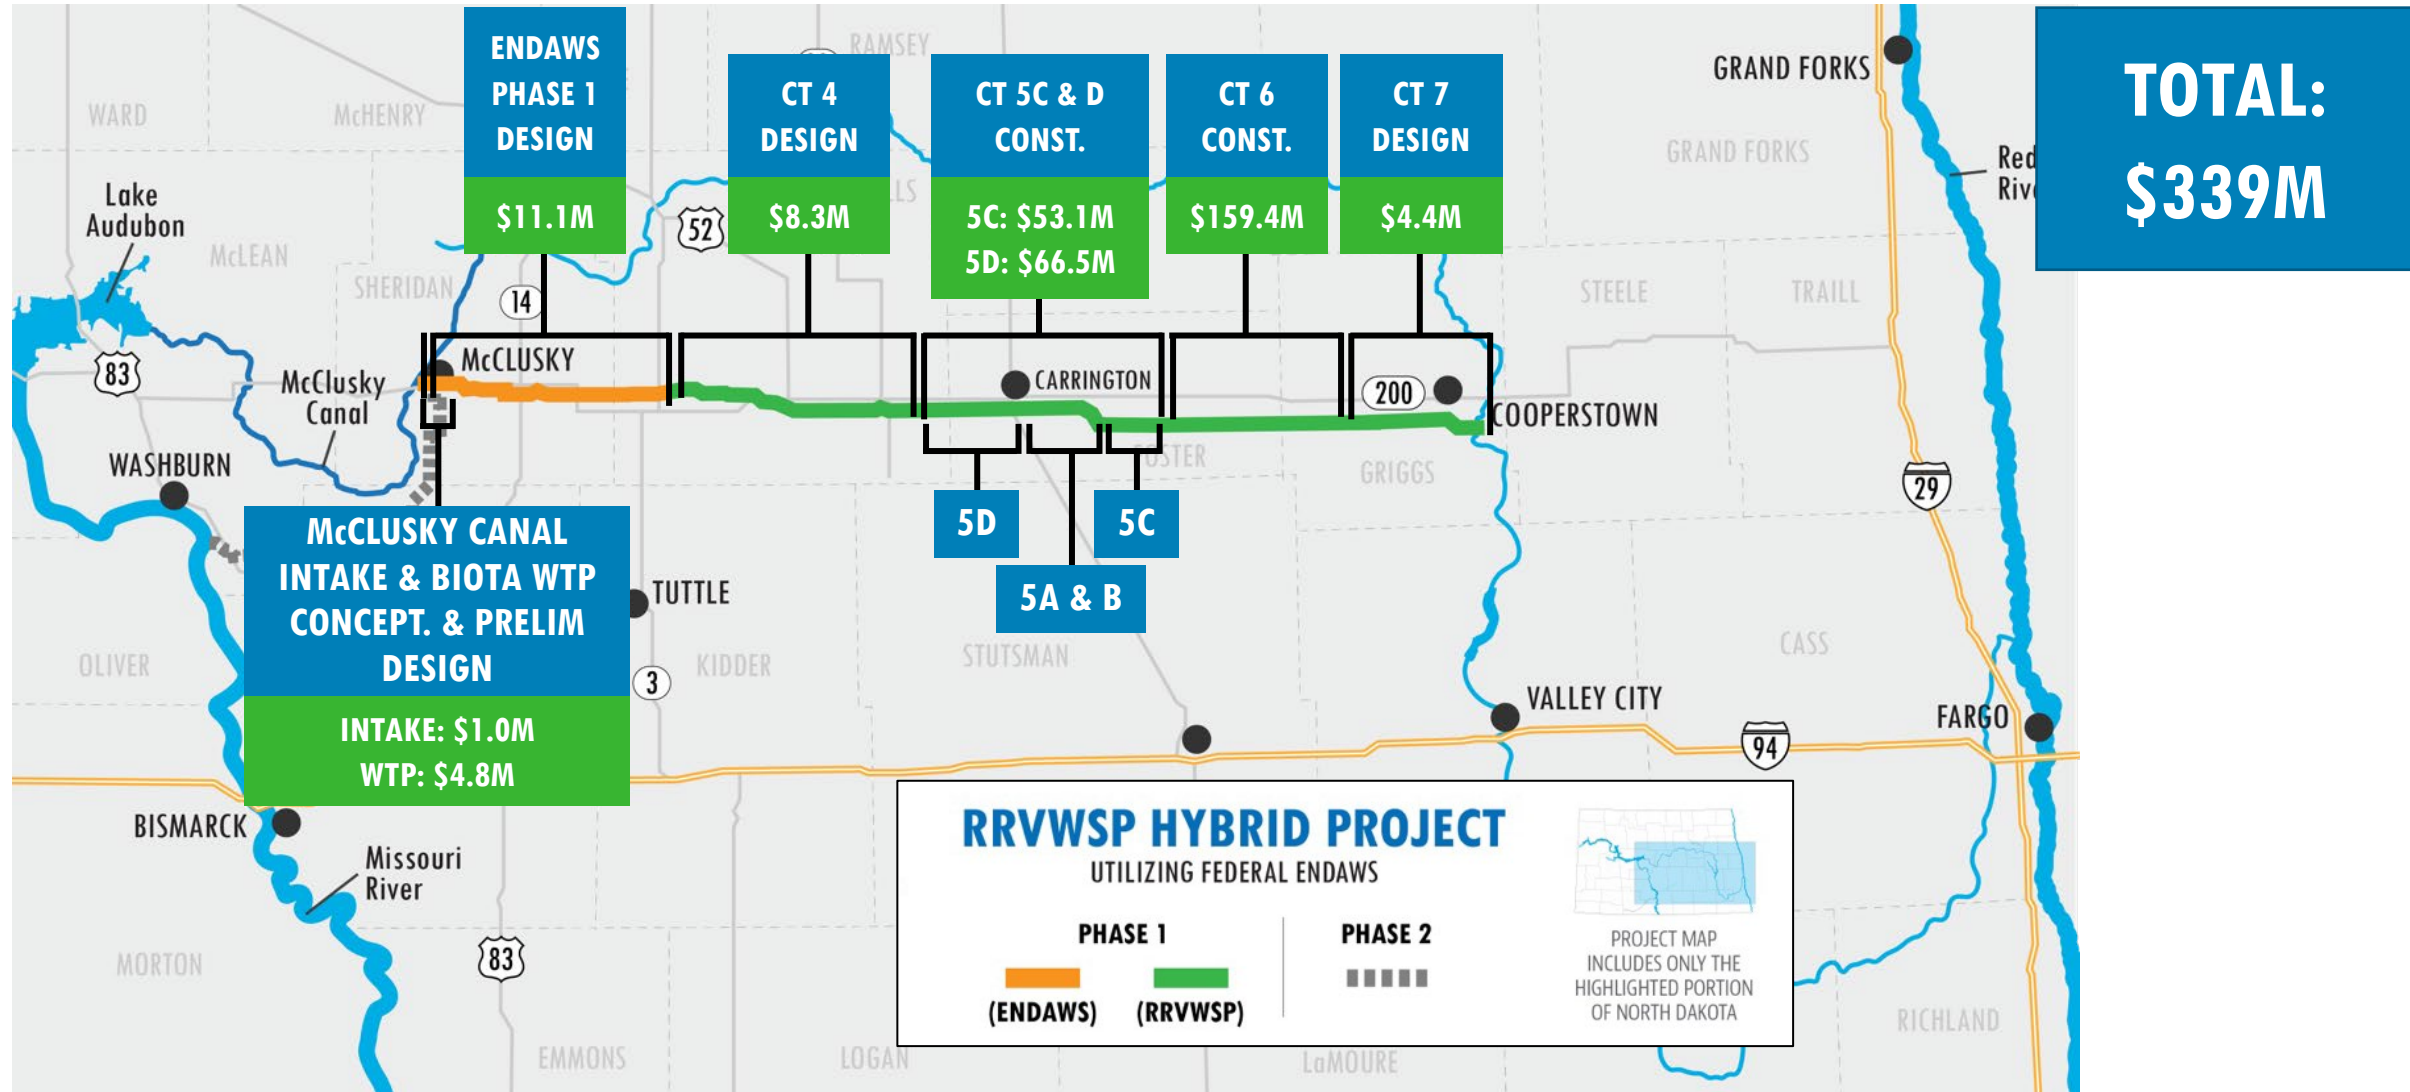 ENDAWS
PHASE 1
DESIGN
$11.1M
CT 4
DESIGN
$8.3M
CT 5C & D
CONST.
5C: $53.1M
5D: $66.5M
CT 6
CONST.
$159.4M
CT 7
DESIGN
$4.4M
TOTAL:
$339M
RAMSEY
GRAND FORKS
WARD
McHENRY
GRAND FORKS
Red
Lake
Audubon
52
McLEAN
SHERIDAN
14
STEELE
TRAILL
83
McCLUSKY
McClusky
Canal
CARRINGTON
200
COOPERSTOWN
WASHBURN
GRIGGS
29
5D
5C
5A & B
McCLUSKY CANAL
INTAKE & BIOTA WTP
CONCEPT. & PRELIM
DESIGN
INTAKE: $1.0M
WTP: $4.8M
TUTTLE
OLIVER
3
KIDDER
STUTSMAN
CASS
VALLEY CITY
FARGO
94
BISMARCK
Missouri
River
83
MORTON
EMMONS
LOGAN
LaMOURE
RICHLAND
RRVWSP HYBRID PROJECT
UTILIZING FEDERAL ENDAWS
PHASE 1
PHASE 2
(ENDAWS)
(RRVWSP)
PROJECT MAP
INCLUDES ONLY THE
HIGHLIGHTED PORTION
OF NORTH DAKOTA